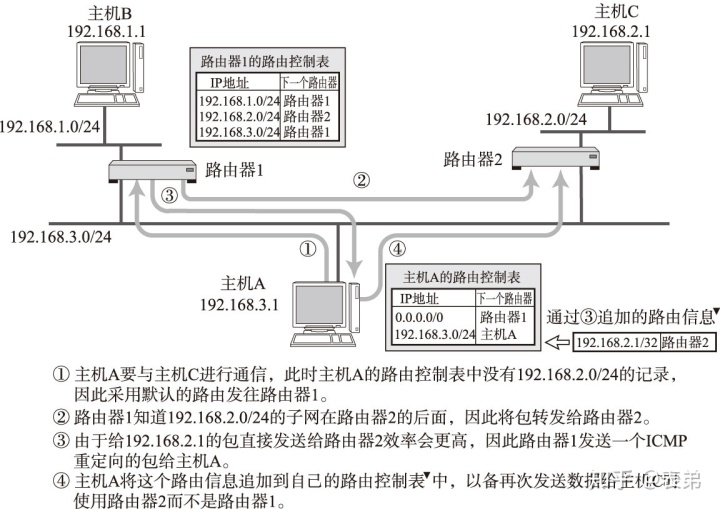 主机B
192.168.1.1
主机C
192.168.2.1
路由器1的路由控制表
IP地址 下一个路由器
192.168.1.0/24 路由器1
192.168.2.0/24 路由器2
192.168.3.0/24 路由器1
192.168.1.0/24
192.168.2.0/24
路由器1
路由器2
③
②
192.168.3.0/24
①
④
主机A
192.168.3.1
主机A的路由控制表
IP地址 下一个路由器
0.0.0.0/0 路由器1
192.168.3.0/24 主机A
通过③追加的路由信息▼
192.168.2.1/32 路由器2
① 主机A要与主机C进行通信，此时主机A的路由控制表中没有192.168.2.0/24的记录，
因此采用默认的路由发往路由器1。
② 路由器1知道192.168.2.0/24的子网在路由器2的后面，因此将包转发给路由器2。
③ 由于给192.168.2.1的包直接发送给路由器2效率会更高，因此路由器1发送一个ICMP
重定向的包给主机A。
④ 主机A将这个路由信息追加到自己的路由控制表▼中，以备再次发送数据给主机C时
使用路由器2而不是路由器1。
知乎 @衰弟